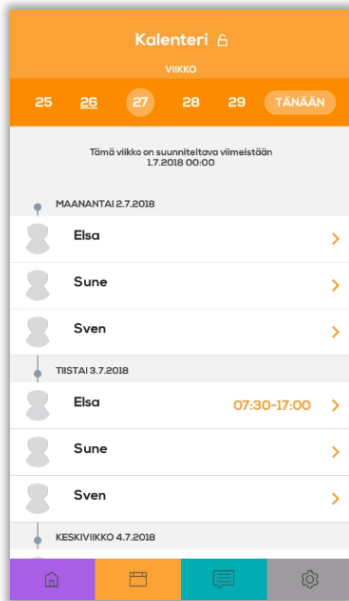 Kalenteri
VIIKKO
25 26 27 28 29 TÄNÄÄN
Tämä viikko on suunniteltava viimeistään
1.7.2018 00:00
MAANANTAI 2.7.2018
Elsa
Sune
Sven
TIISTAI 3.7.2018
Elsa 07:30-17:00
Sune
Sven
KESKIVIIKKO 4.7.2018